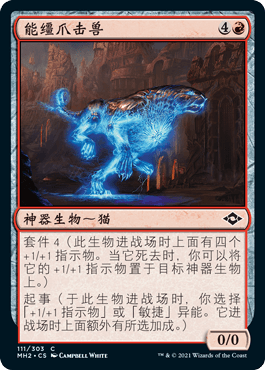 能缰爪击兽 4
神器生物～猫
套件 4（此生物进战场时上面有四个
+1/+1 指示物。当它死去时，你可以将
它的 +1/+1 指示物置于目标神器生物
上。）
起事（于此生物进战场时，你选择
「+1/+1 指示物」或「敏捷」异能。它进
战场时上面额外有所选加成。）
0/0
111/303 C
MH2 • CS CAMPBELL WHITE
™ & © 2021 Wizards of the Coast